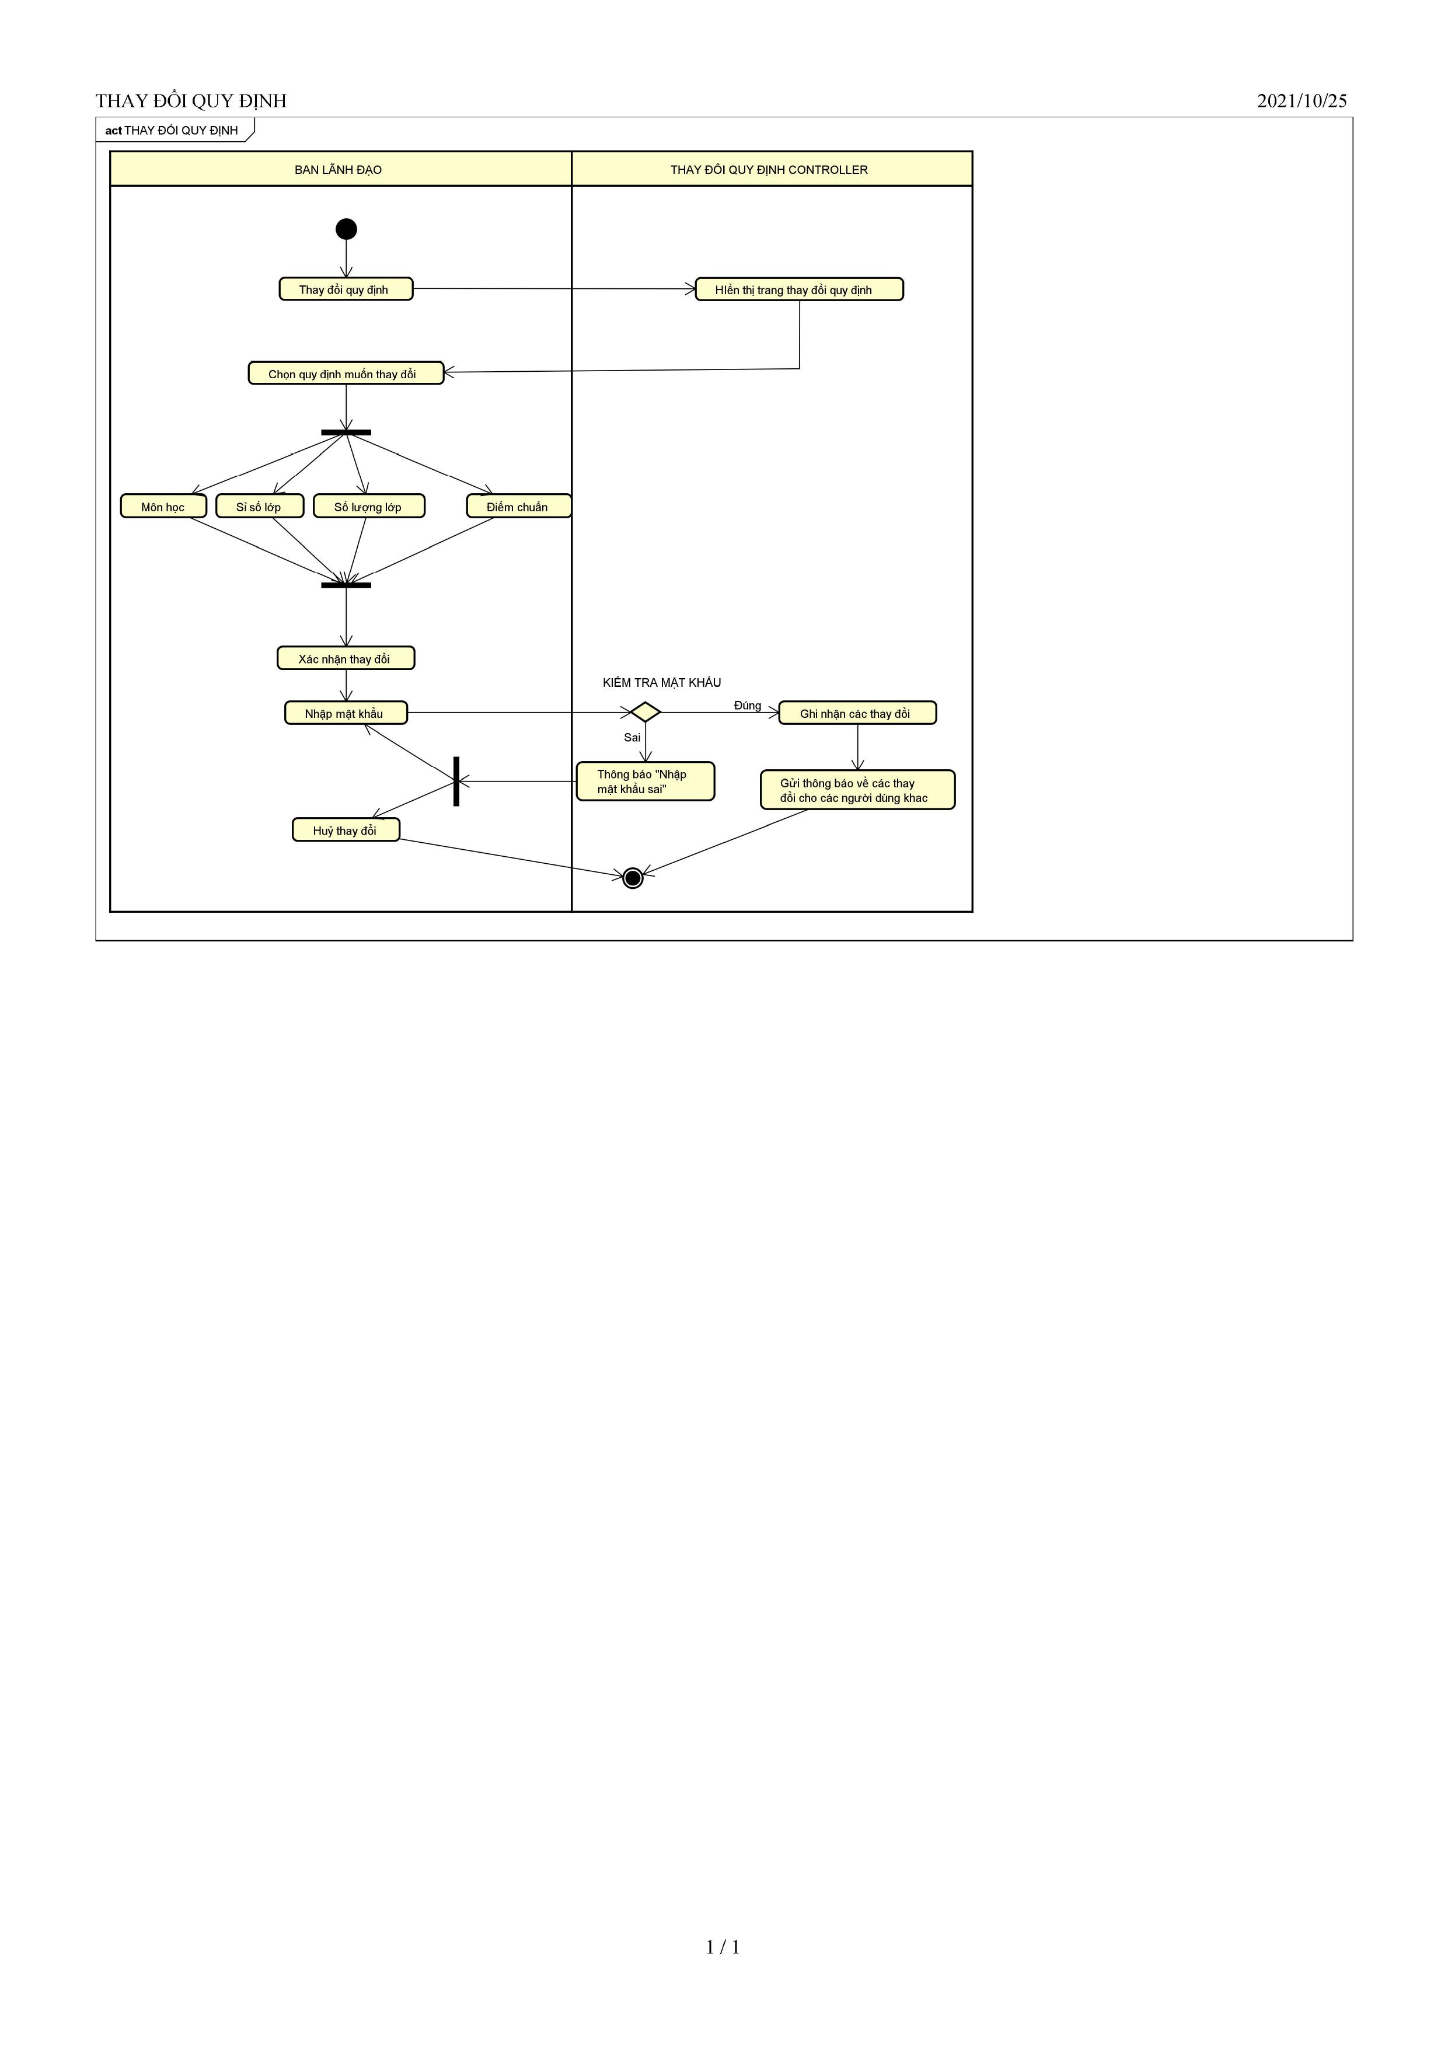 THAY ĐỔI QUY ĐỊNH
2021/10/25
act THAY ĐỔI QUY ĐỊNH
BAN LÃNH ĐẠO
THAY ĐỔI QUY ĐỊNH CONTROLLER
Thay đổi quy định
HIển thị trang thay đổi quy định
Chọn quy định muốn thay đổi
Môn học
Sỉ số lớp
Số lượng lớp
Điểm chuẩn
Xác nhận thay đổi
KIỂM TRA MẬT KHẨU
Nhập mật khẩu
Đúng
Ghi nhận các thay đổi
Sai
Thông báo "Nhập
mật khẩu sai"
Gửi thông báo về các thay
đổi cho các người dùng khac
Huỷ thay đổi
1 / 1